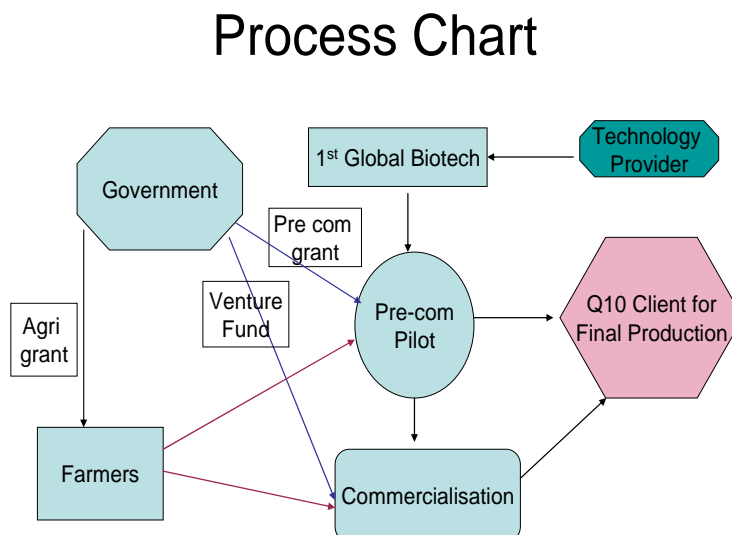 Process Chart
Government
1st Global Biotech
Technology
Provider
Pre com
grant
Venture
Fund
Agri
grant
Pre-com
Pilot
Q10 Client for
Final Production
Farmers
Commercialisation